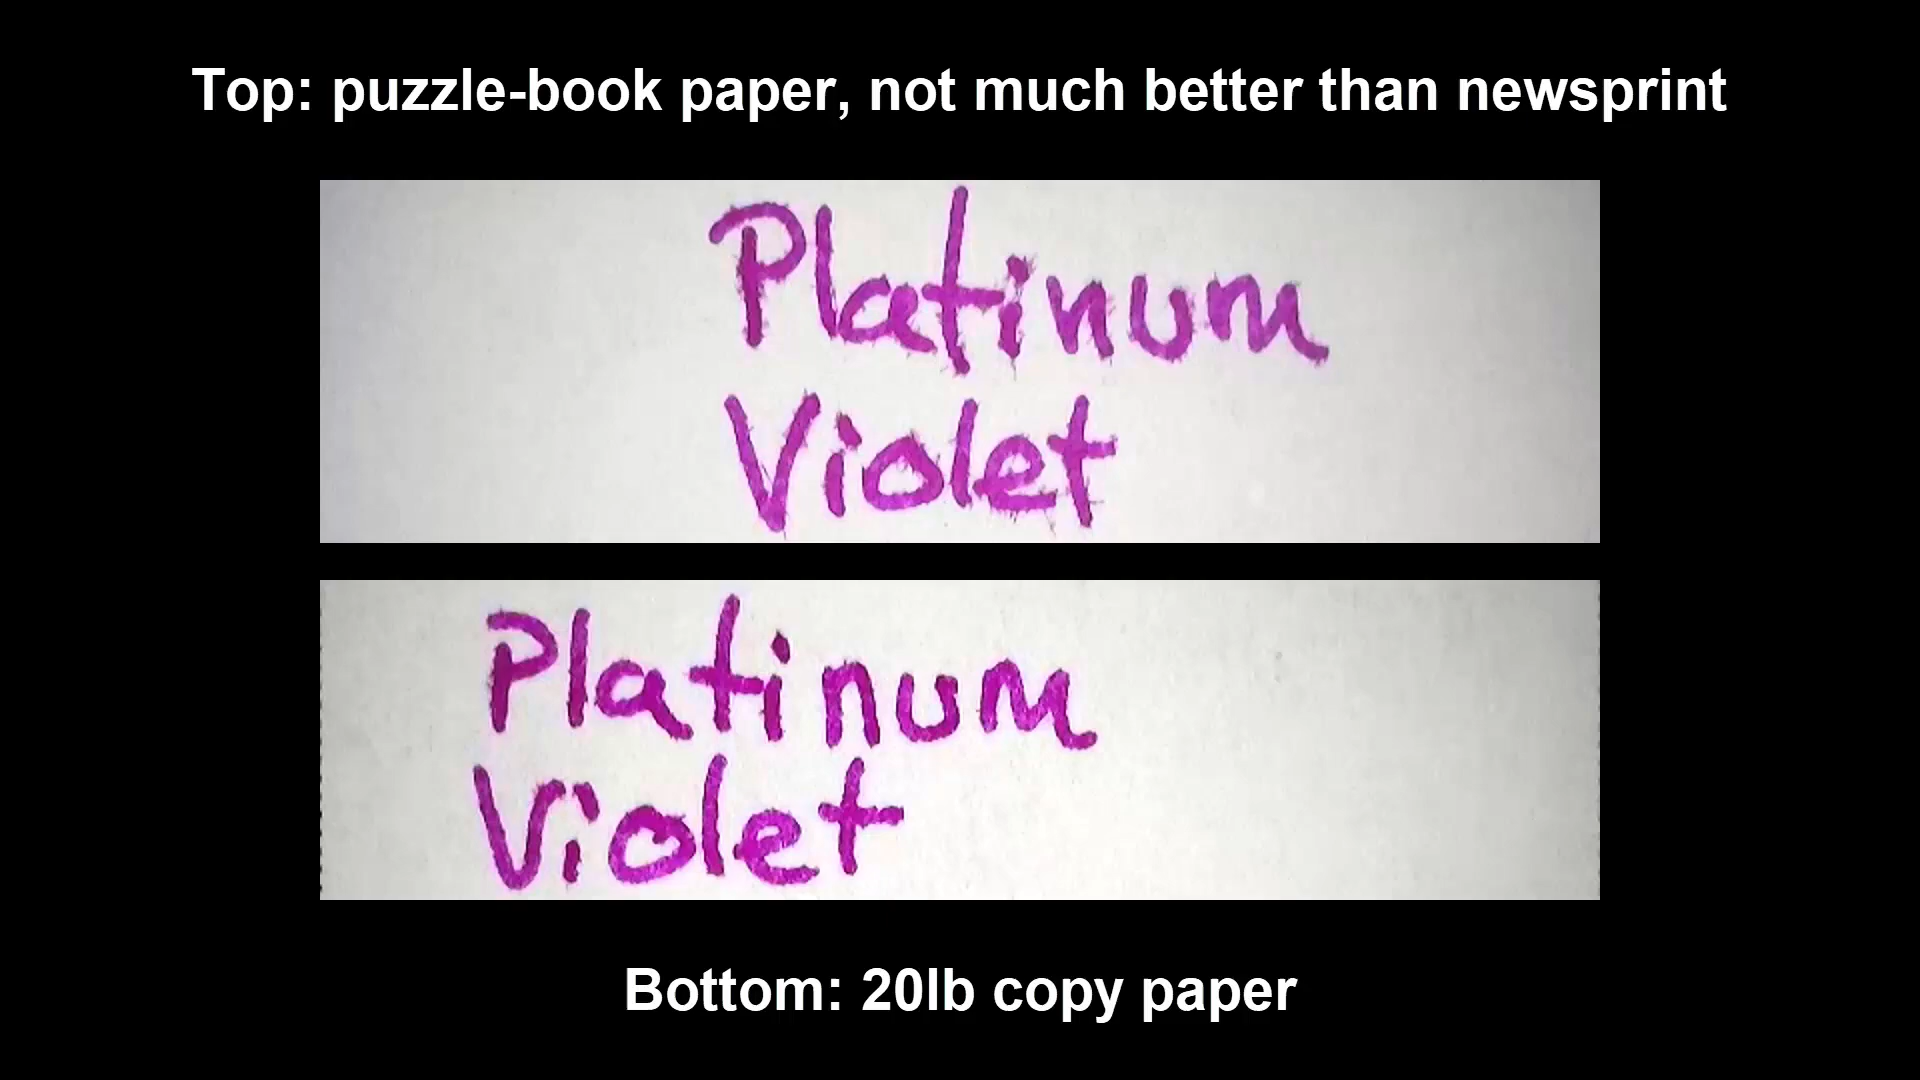 Top: puzzle-book paper, not much better than newsprint
Platinum
Violet
Platinum
Violet
Bottom: 20lb copy paper